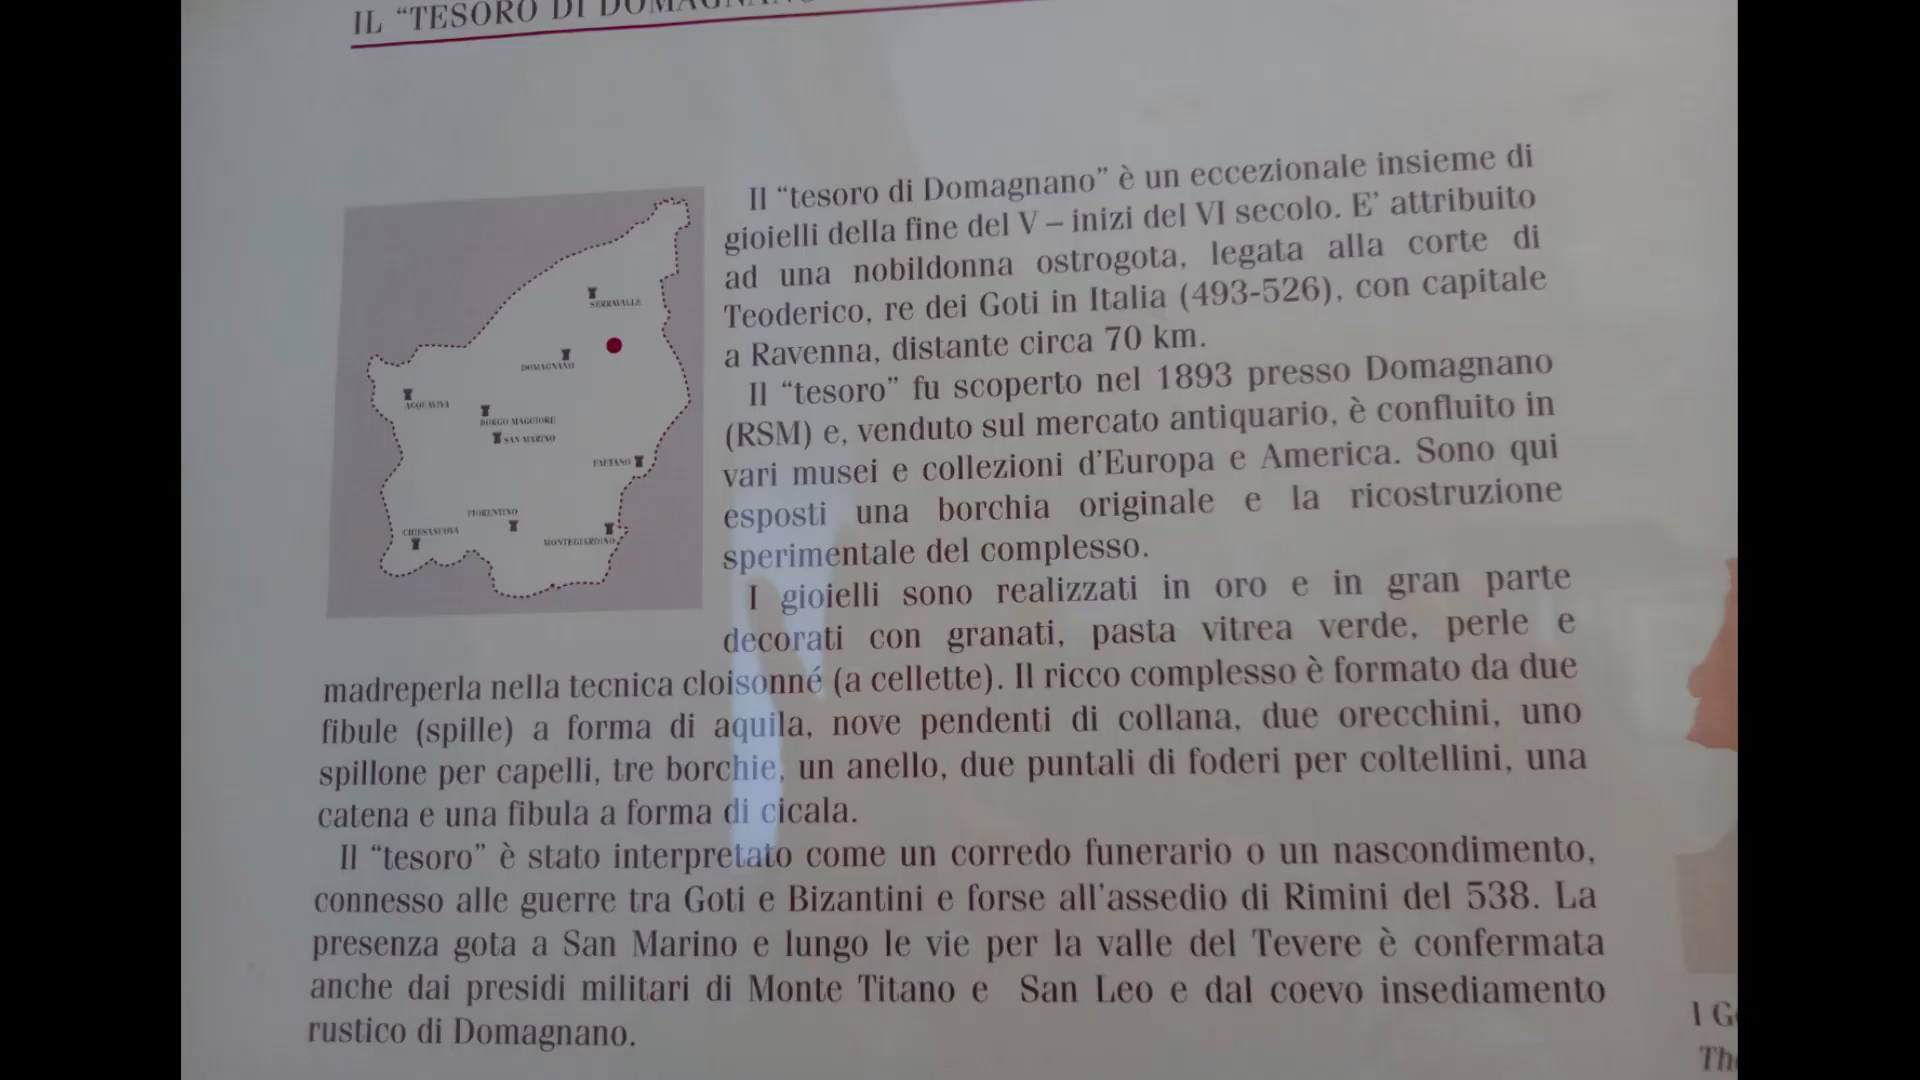 IL “TESORO DI DOMAGNANO
Il “tesoro di Domagnano” è un eccezionale insieme di
gioielli della fine del V – inizi del VI secolo. E’ attribuito
ad una nobildonna ostrogota, legata alla corte di
Teoderico, re dei Goti in Italia (493-526), con capitale
a Ravenna, distante circa 70 km.
Il “tesoro” fu scoperto nel 1893 presso Domagnano
(RSM) e, venduto sul mercato antiquario, è confluito in
vari musei e collezioni d’Europa e America. Sono qui
esposti una borchia originale e la ricostruzione
sperimentale del complesso.
I gioielli sono realizzati in oro e in gran parte
decorati con granati, pasta vitrea verde, perle e
madreperla nella tecnica cloisonné (a cellette). Il ricco complesso è formato da due
fibule (spille) a forma di aquila, nove pendenti di collana, due orecchini, uno
spillone per capelli, tre borchie, un anello, due puntali di foderi per coltellini, una
catena e una fibula a forma di cicala.
Il “tesoro” è stato interpretato come un corredo funerario o un nascondimento,
connesso alle guerre tra Goti e Bizantini e forse all’assedio di Rimini del 538. La
presenza gota a San Marino e lungo le vie per la valle del Tevere è confermata
anche dai presidi militari di Monte Titano e San Leo e dal coevo insediamento
rustico di Domagnano.
SERRAVALLE
DOMAGNANO
ACQUAVIVA
BORGO MAGGIORE
SAN MARINO
FAETANO
FIORENTINO
CHIESANUOVA
MONTEGIARDINO
I G
Th